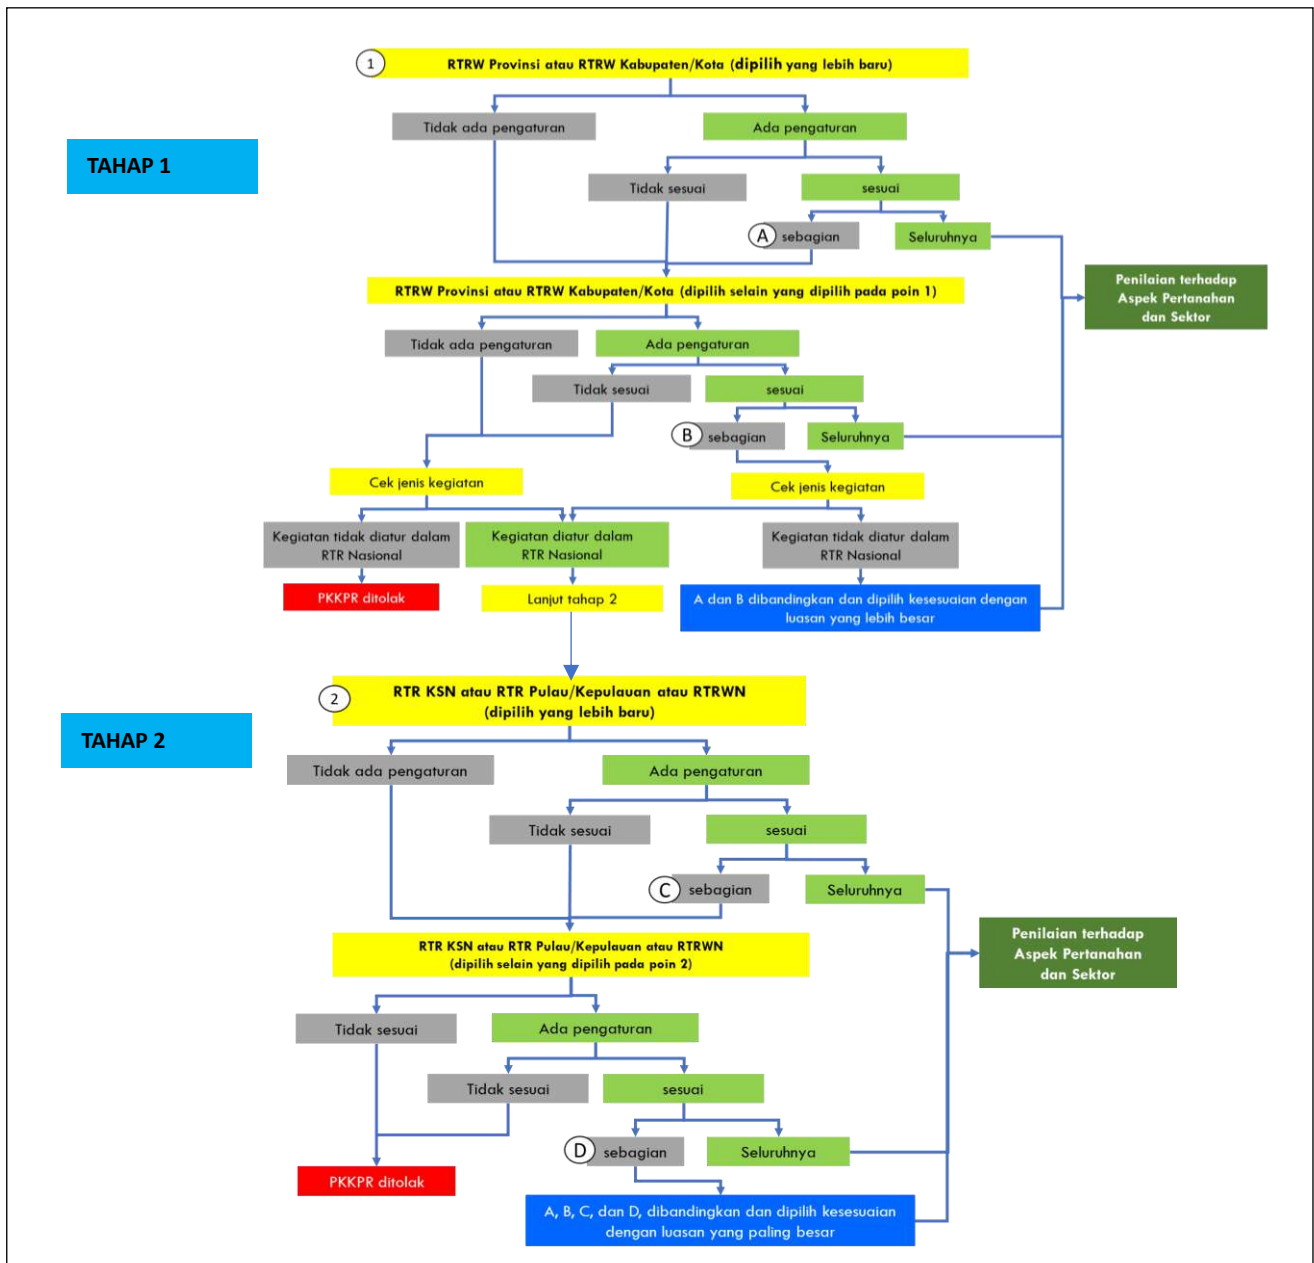 1
RTRW Provinsi atau RTRW Kabupaten/Kota (dipilih yang lebih baru)
Tidak ada pengaturan
Ada pengaturan
TAHAP 1
Tidak sesuai
sesuai
A
sebagian
Seluruhnya
Penilaian terhadap
Aspek Pertanahan
dan Sektor
RTRW Provinsi atau RTRW Kabupaten/Kota (dipilih selain yang dipilih pada poin 1)
Tidak ada pengaturan
Ada pengaturan
Tidak sesuai
sesuai
B
sebagian
Seluruhnya
Cek jenis kegiatan
Cek jenis kegiatan
Kegiatan tidak diatur dalam
RTR Nasional
Kegiatan diatur dalam
RTR Nasional
Kegiatan tidak diatur dalam
RTR Nasional
PKKPR ditolak
Lanjut tahap 2
A dan B dibandingkan dan dipilih kesesuaian dengan
luasan yang lebih besar
2
RTR KSN atau RTR Pulau/Kepulauan atau RTRWN
(dipilih yang lebih baru)
TAHAP 2
Tidak ada pengaturan
Ada pengaturan
Tidak sesuai
sesuai
C
sebagian
Seluruhnya
Penilaian terhadap
Aspek Pertanahan
dan Sektor
RTR KSN atau RTR Pulau/Kepulauan atau RTRWN
(dipilih selain yang dipilih pada poin 2)
Tidak sesuai
Ada pengaturan
Tidak sesuai
sesuai
D
sebagian
Seluruhnya
PKKPR ditolak
A, B, C, dan D, dibandingkan dan dipilih kesesuaian
dengan luasan yang paling besar